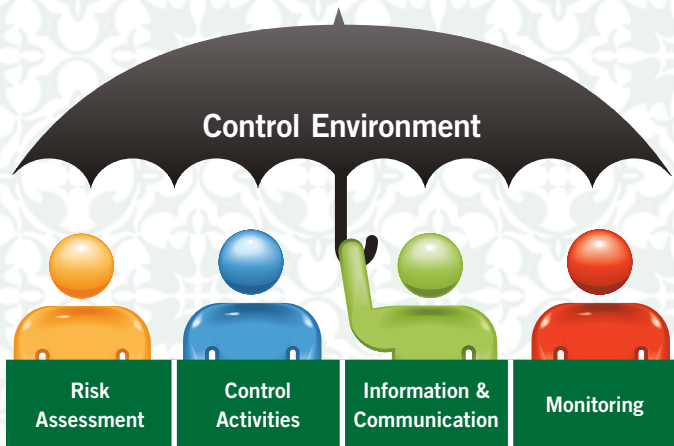 Control Environment
Risk
Assessment
Control
Activities
Information &
Communication
Monitoring